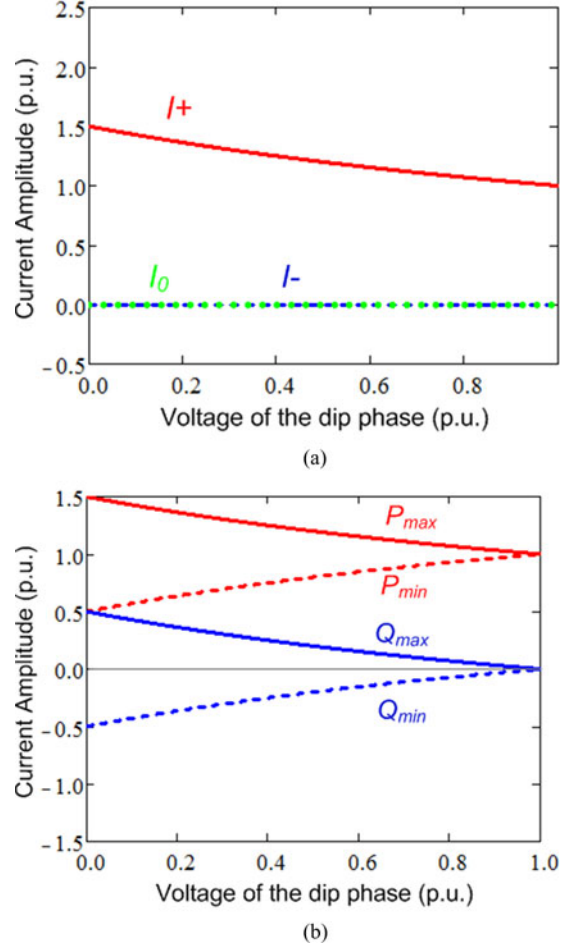 2.5
2.0
1.5
1.0
0.5
0.0
-0.5
Current Amplitude (p.u.)
I+
I0
I-
0.0 0.2 0.4 0.6 0.8
Voltage of the dip phase (p.u.)
(a)
1.5
1.0
0.5
0.0
-0.5
-1.0
-1.5
Current Amplitude (p.u.)
Pmax
Pmin
Qmax
Qmin
0.0 0.2 0.4 0.6 0.8 1.0
Voltage of the dip phase (p.u.)
(b)